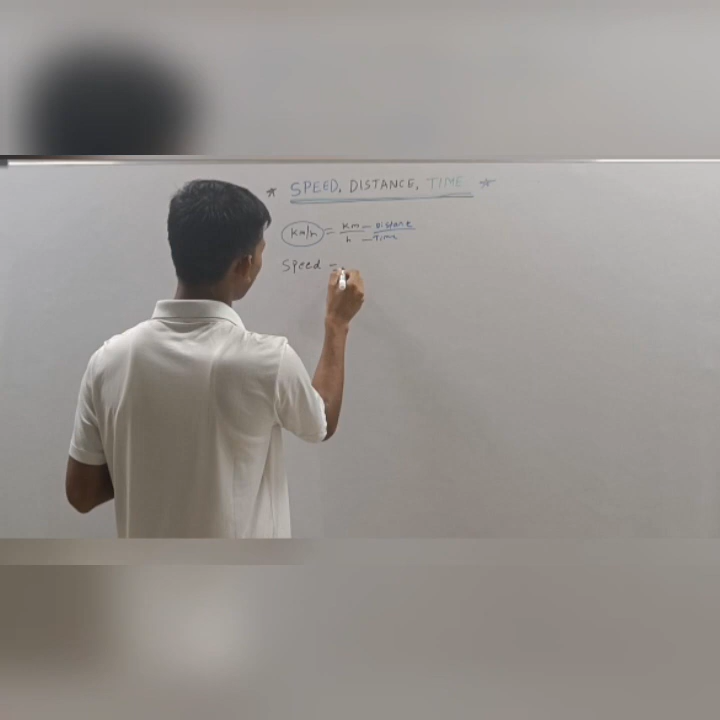 * SPEED, DISTANCE, TIME *
km/h = km/h — Distance/Time
Speed =